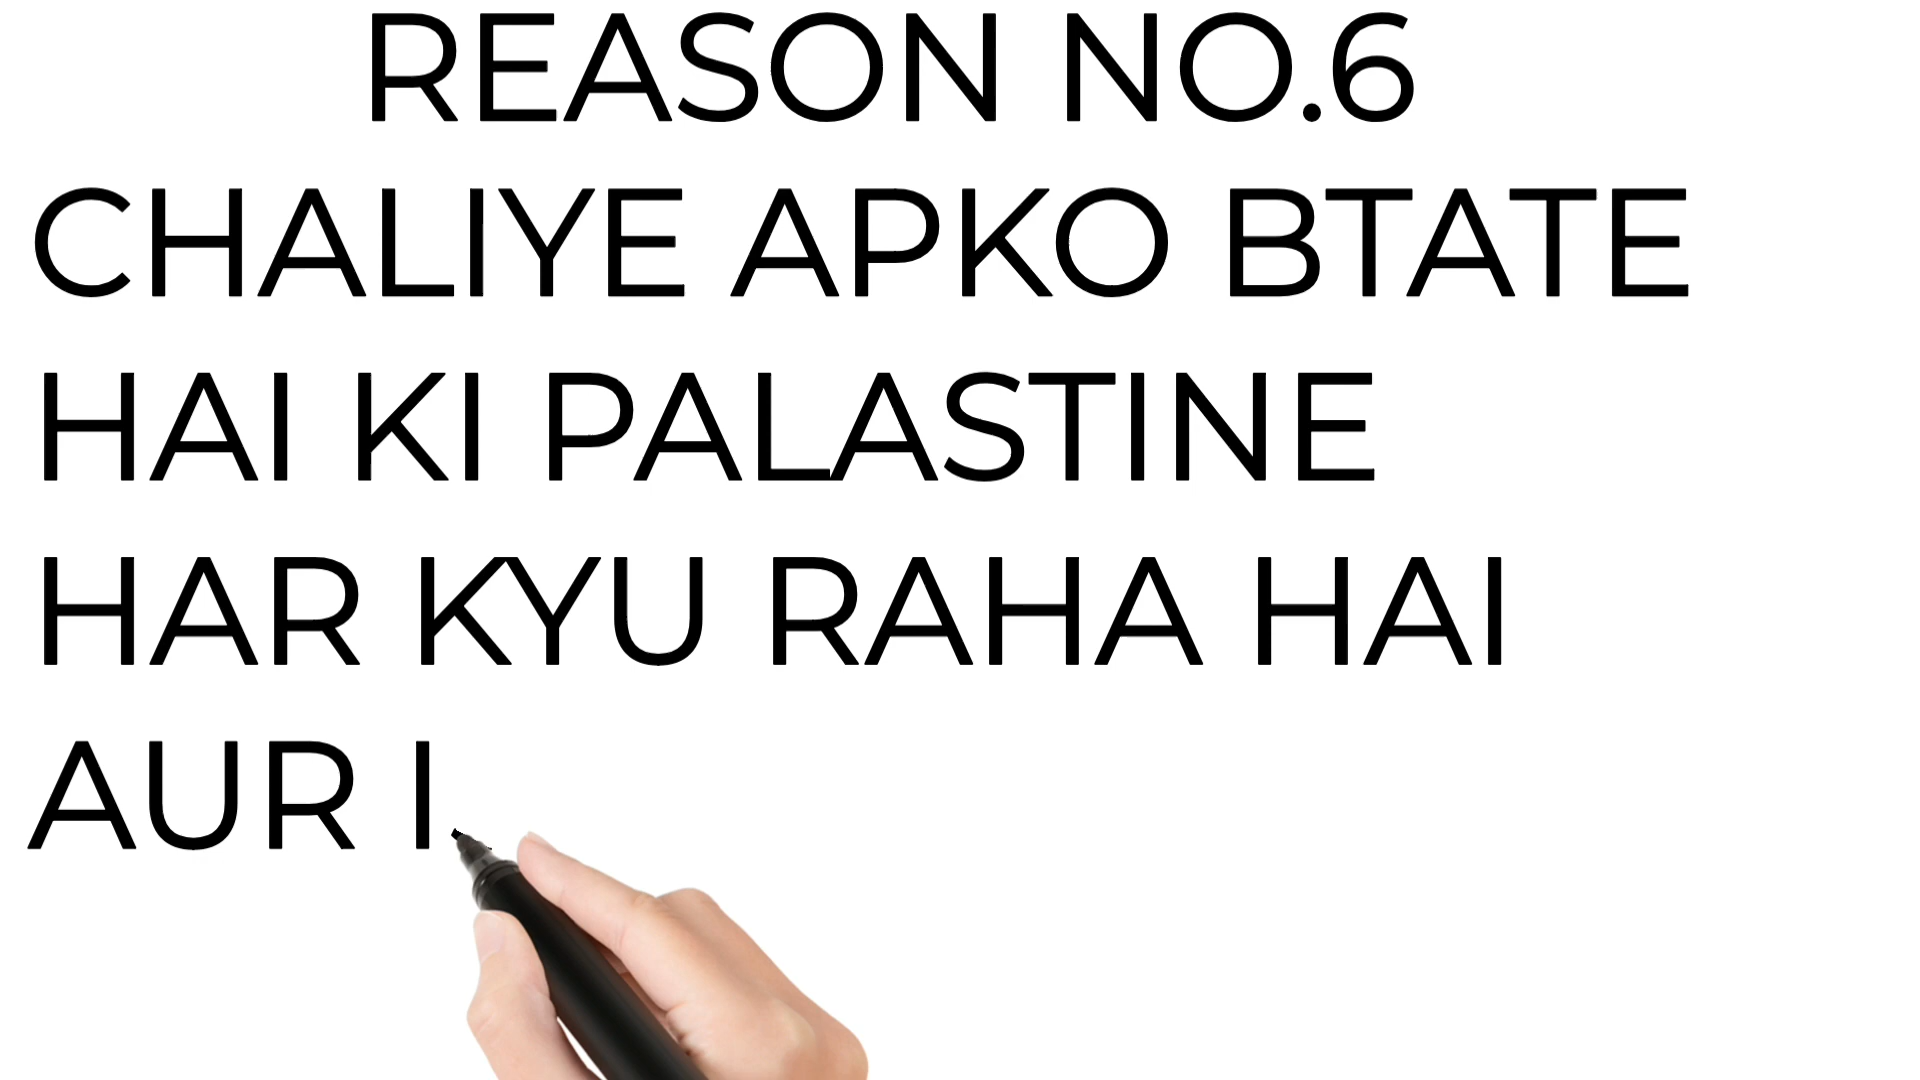 REASON NO.6
CHALIYE APKO BTATE
HAI KI PALASTINE
HAR KYU RAHA HAI
AUR I